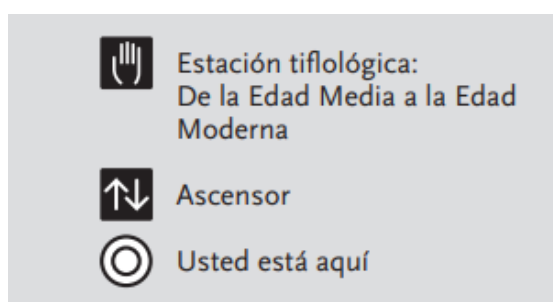 Estación tiflológica:
De la Edad Media a la Edad
Moderna
Ascensor
Usted está aquí